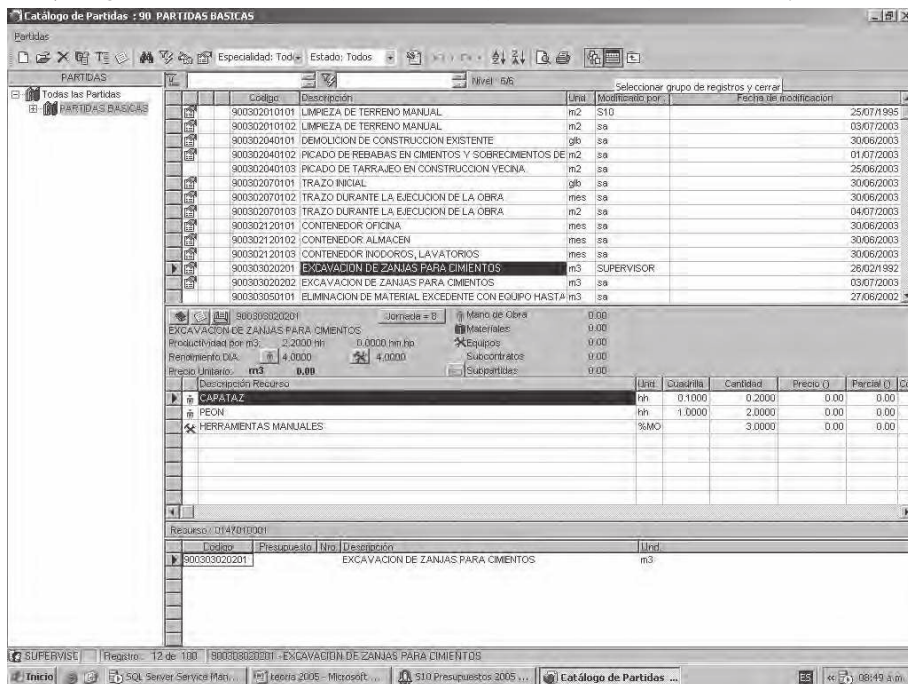 Catálogo de Partidas : 90 PARTIDAS BASICAS
Partidas
Especialidad: Tod Estado: Todos
PARTIDAS
Nivel 6/6
Seleccionar grupo de registros y cerrar
Todas las Partidas
PARTIDAS BASICAS
Codigo Descripción Und. Modificado por Fecha de modificación
900302010101 LIMPIEZA DE TERRENO MANUAL m2 S10 25/07/1995
900302010102 LIMPIEZA DE TERRENO MANUAL m2 sa 03/07/2003
900302040101 DEMOLICION DE CONSTRUCCION EXISTENTE glb sa 30/06/2003
900302040102 PICADO DE REBABAS EN CIMIENTOS Y SOBRECIMIENTOS DE m2 sa 01/07/2003
900302040103 PICADO DE TARRAJEO EN CONSTRUCCION VECINA m2 sa 25/06/2003
900302070101 TRAZO INICIAL glb sa 30/06/2003
900302070102 TRAZO DURANTE LA EJECUCION DE LA OBRA mes sa 30/06/2003
900302070103 TRAZO DURANTE LA EJECUCION DE LA OBRA m2 sa 04/07/2003
900302120101 CONTENEDOR OFICINA mes sa 30/06/2003
900302120102 CONTENEDOR ALMACEN mes sa 30/06/2003
900302120103 CONTENEDOR INODOROS, LAVATORIOS mes sa 30/06/2003
900303020201 EXCAVACION DE ZANJAS PARA CIMIENTOS m3 SUPERVISOR 26/02/1992
900303020202 EXCAVACION DE ZANJAS PARA CIMIENTOS m3 sa 03/07/2003
900303050101 ELIMINACION DE MATERIAL EXCEDENTE CON EQUIPO HASTA m3 sa 27/06/2002
900303020201 Jornada = 8 Mano de Obra 0.00
EXCAVACION DE ZANJAS PARA CIMIENTOS Materiales 0.00
Productividad por m3: 2.2000 hh 0.0000 hm.hp Equipos 0.00
Rendimiento DIA: 4.0000 4.0000 Subcontratos 0.00
Precio Unitario: m3 0.00 Subpartidas 0.00
Descripción Recurso Und. Cuadrilla Cantidad Precio () Parcial () Co
CAPATAZ hh 0.1000 0.2000 0.00 0.00
PEON hh 1.0000 2.0000 0.00 0.00
HERRAMIENTAS MANUALES %MO 3.0000 0.00 0.00
Recurso: 0147010001
Codigo Presupuesto Nro. Descripción Und.
900303020201 EXCAVACION DE ZANJAS PARA CIMIENTOS m3
SUPERVISC Registro: 12 de 100 900303020201 -EXCAVACION DE ZANJAS PARA CIMIENTOS
Inicio SQL Server Service Man... teoria 2005 - Microsoft ... S10 Presupuestos 2005 ... Catálogo de Partidas ... ES 08:49 a.m.